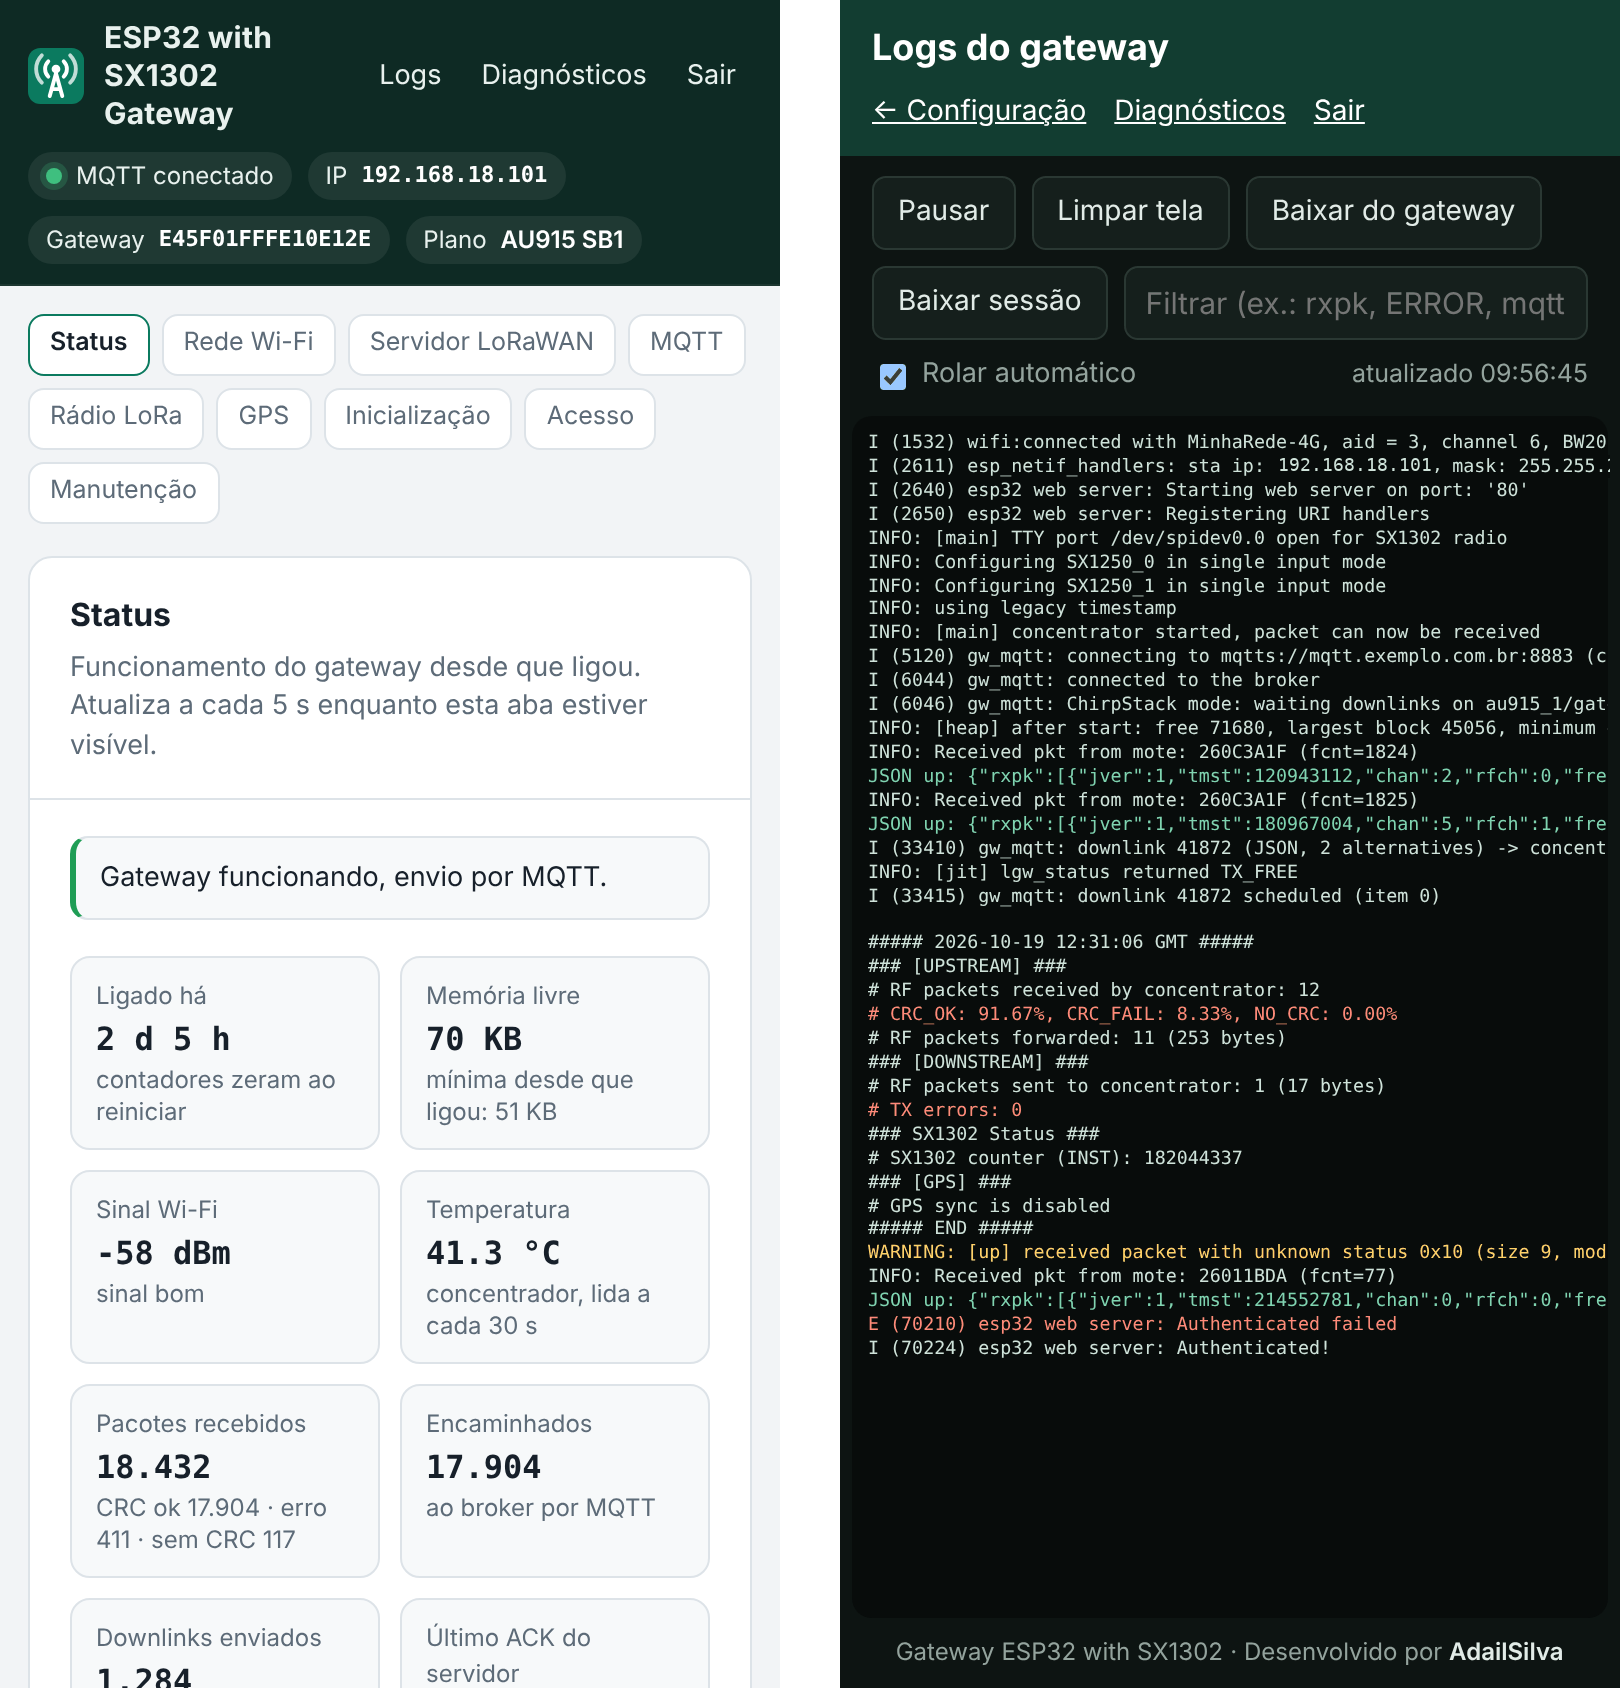 ESP32 with
SX1302
Gateway
Logs Diagnósticos Sair
MQTT conectado IP 192.168.18.101
Gateway E45F01FFFE10E12E Plano AU915 SB1
Status Rede Wi-Fi Servidor LoRaWAN MQTT
Rádio LoRa GPS Inicialização Acesso
Manutenção
Status
Funcionamento do gateway desde que ligou.
Atualiza a cada 5 s enquanto esta aba estiver
visível.
Gateway funcionando, envio por MQTT.
Ligado há
2 d 5 h
contadores zeram ao
reiniciar
Memória livre
70 KB
mínima desde que
ligou: 51 KB
Sinal Wi-Fi
-58 dBm
sinal bom
Temperatura
41.3 °C
concentrador, lida a
cada 30 s
Pacotes recebidos
18.432
CRC ok 17.904 · erro
411 · sem CRC 117
Encaminhados
17.904
ao broker por MQTT
Downlinks enviados
1.284
Último ACK do
servidor
Logs do gateway
← Configuração Diagnósticos Sair
Pausar Limpar tela Baixar do gateway
Baixar sessão Filtrar (ex.: rxpk, ERROR, mqtt
Rolar automático atualizado 09:56:45
I (1532) wifi:connected with MinhaRede-4G, aid = 3, channel 6, BW20
I (2611) esp_netif_handlers: sta ip: 192.168.18.101, mask: 255.255.
I (2640) esp32 web server: Starting web server on port: '80'
I (2650) esp32 web server: Registering URI handlers
INFO: [main] TTY port /dev/spidev0.0 open for SX1302 radio
INFO: Configuring SX1250_0 in single input mode
INFO: Configuring SX1250_1 in single input mode
INFO: using legacy timestamp
INFO: [main] concentrator started, packet can now be received
I (5120) gw_mqtt: connecting to mqtts://mqtt.exemplo.com.br:8883 (c
I (6044) gw_mqtt: connected to the broker
I (6046) gw_mqtt: ChirpStack mode: waiting downlinks on au915_1/gat
INFO: [heap] after start: free 71680, largest block 45056, minimum
INFO: Received pkt from mote: 260C3A1F (fcnt=1824)
JSON up: {"rxpk":[{"jver":1,"tmst":120943112,"chan":2,"rfch":0,"fre
INFO: Received pkt from mote: 260C3A1F (fcnt=1825)
JSON up: {"rxpk":[{"jver":1,"tmst":180967004,"chan":5,"rfch":1,"fre
I (33410) gw_mqtt: downlink 41872 (JSON, 2 alternatives) -> concent
INFO: [jit] lgw_status returned TX_FREE
I (33415) gw_mqtt: downlink 41872 scheduled (item 0)
##### 2026-10-19 12:31:06 GMT #####
### [UPSTREAM] ###
# RF packets received by concentrator: 12
# CRC_OK: 91.67%, CRC_FAIL: 8.33%, NO_CRC: 0.00%
# RF packets forwarded: 11 (253 bytes)
### [DOWNSTREAM] ###
# RF packets sent to concentrator: 1 (17 bytes)
# TX errors: 0
### SX1302 Status ###
# SX1302 counter (INST): 182044337
### [GPS] ###
# GPS sync is disabled
##### END #####
WARNING: [up] received packet with unknown status 0x10 (size 9, mod
INFO: Received pkt from mote: 26011BDA (fcnt=77)
JSON up: {"rxpk":[{"jver":1,"tmst":214552781,"chan":0,"rfch":0,"fre
E (70210) esp32 web server: Authenticated failed
I (70224) esp32 web server: Authenticated!
Gateway ESP32 with SX1302 · Desenvolvido por AdailSilva